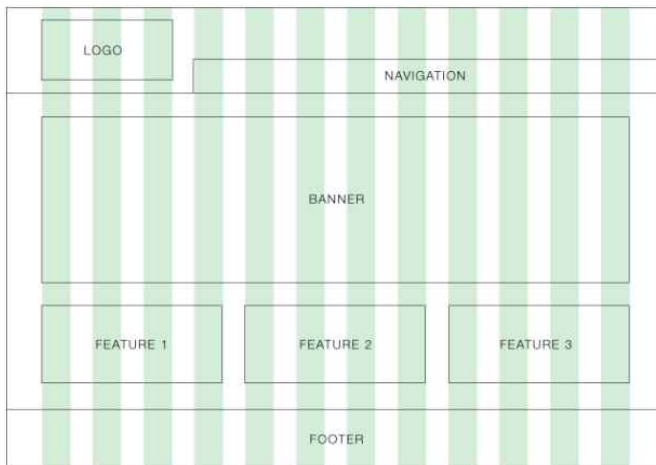 LOGO
NAVIGATION
BANNER
FEATURE 1
FEATURE 2
FEATURE 3
FOOTER